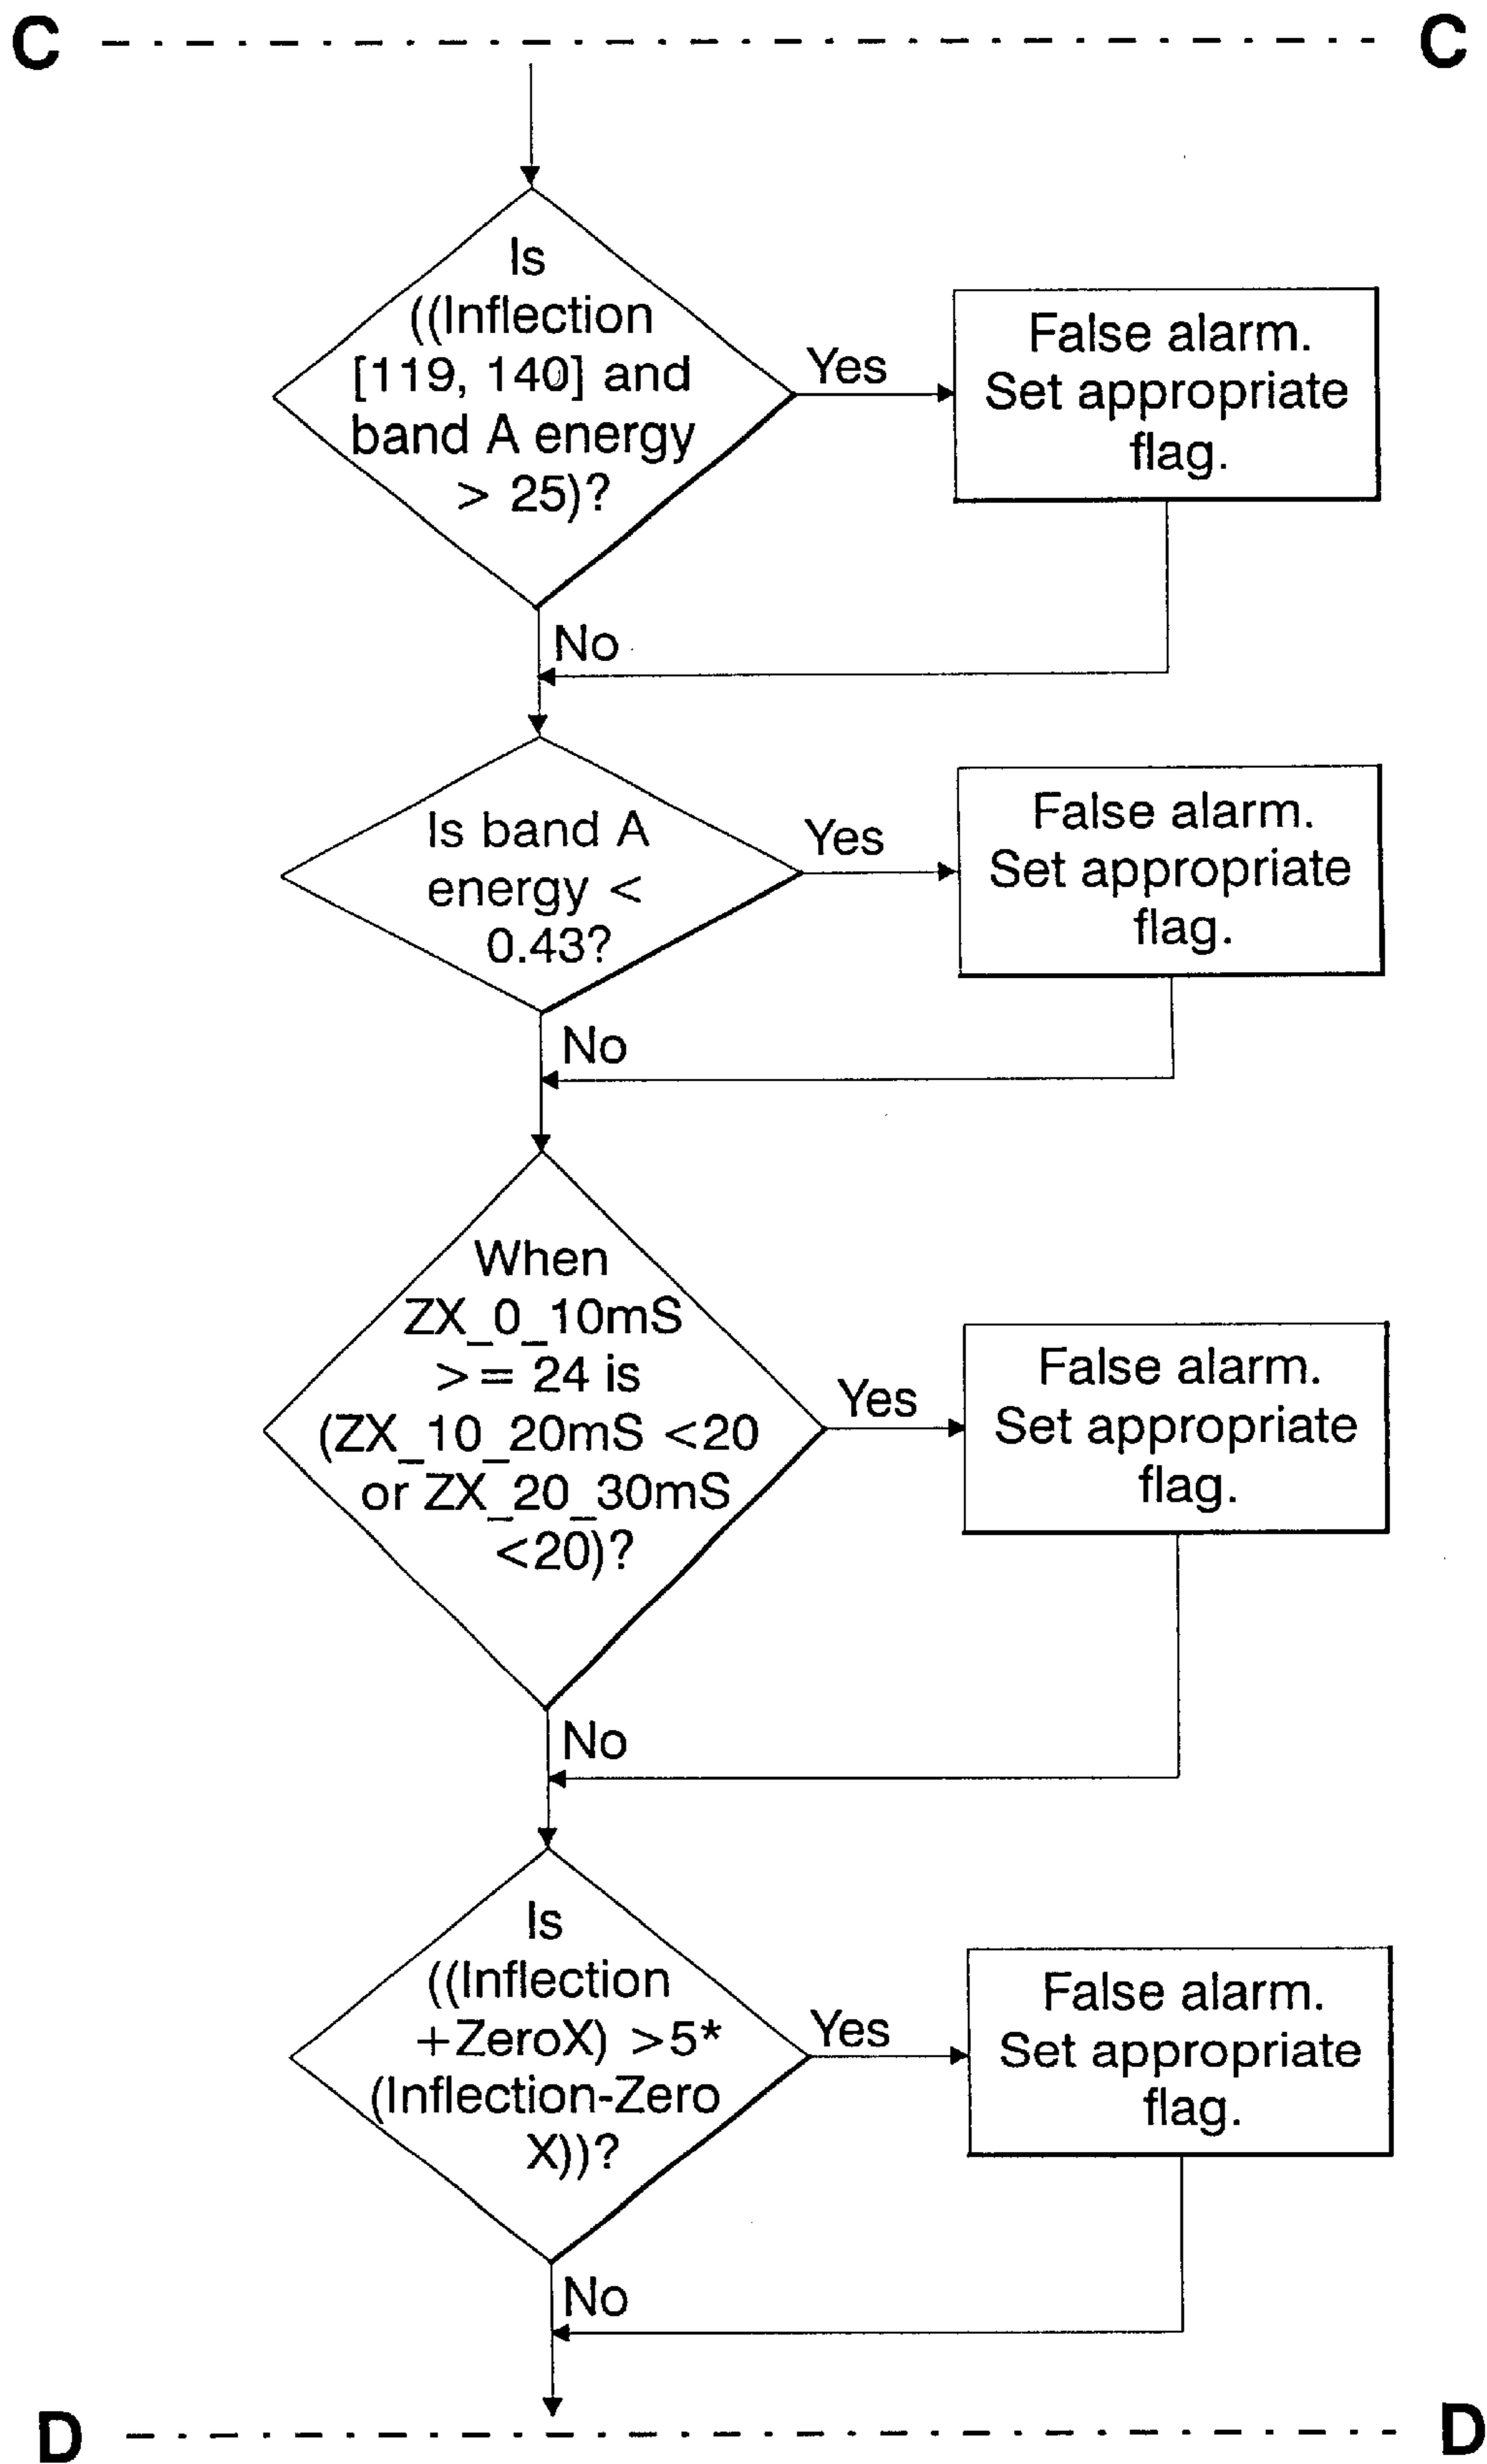 C C
Is
((Inflection
[119, 140] and
band A energy
> 25)?
Yes
False alarm.
Set appropriate
flag.
No
Is band A
energy <
0.43?
Yes
False alarm.
Set appropriate
flag.
No
When
ZX_0_10mS
>= 24 is
(ZX_10_20mS <20
or ZX_20_30mS
<20)?
Yes
False alarm.
Set appropriate
flag.
No
Is
((Inflection
+ZeroX) >5*
(Inflection-Zero
X))?
Yes
False alarm.
Set appropriate
flag.
No
D D